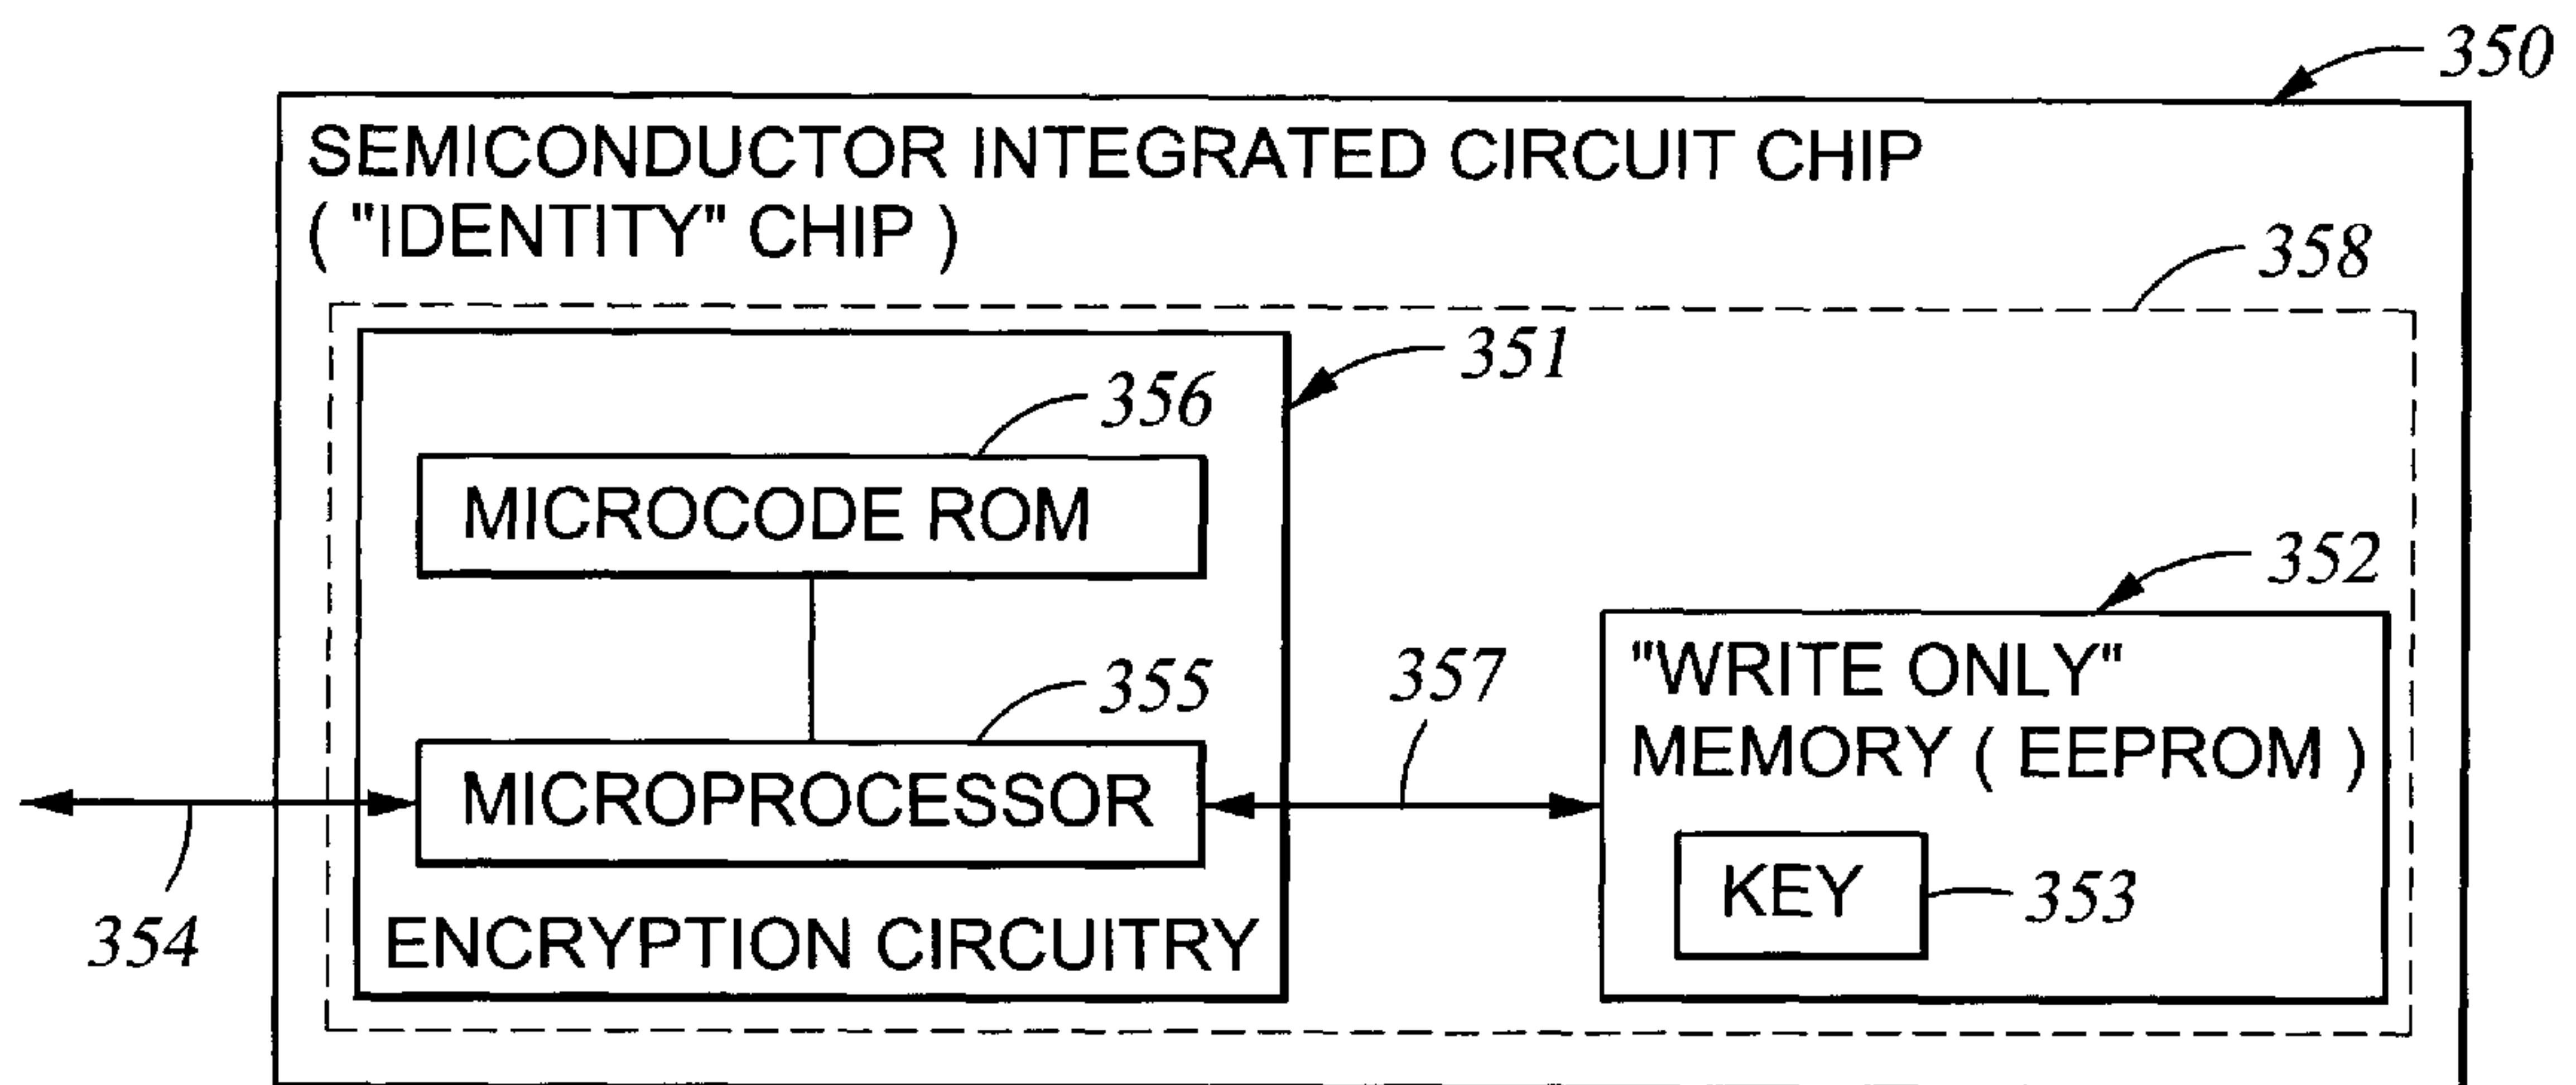 350
SEMICONDUCTOR INTEGRATED CIRCUIT CHIP
( "IDENTITY" CHIP )
358
351
356
MICROCODE ROM
352
"WRITE ONLY"
MEMORY ( EEPROM )
357
355
MICROPROCESSOR
KEY
353
354
ENCRYPTION CIRCUITRY